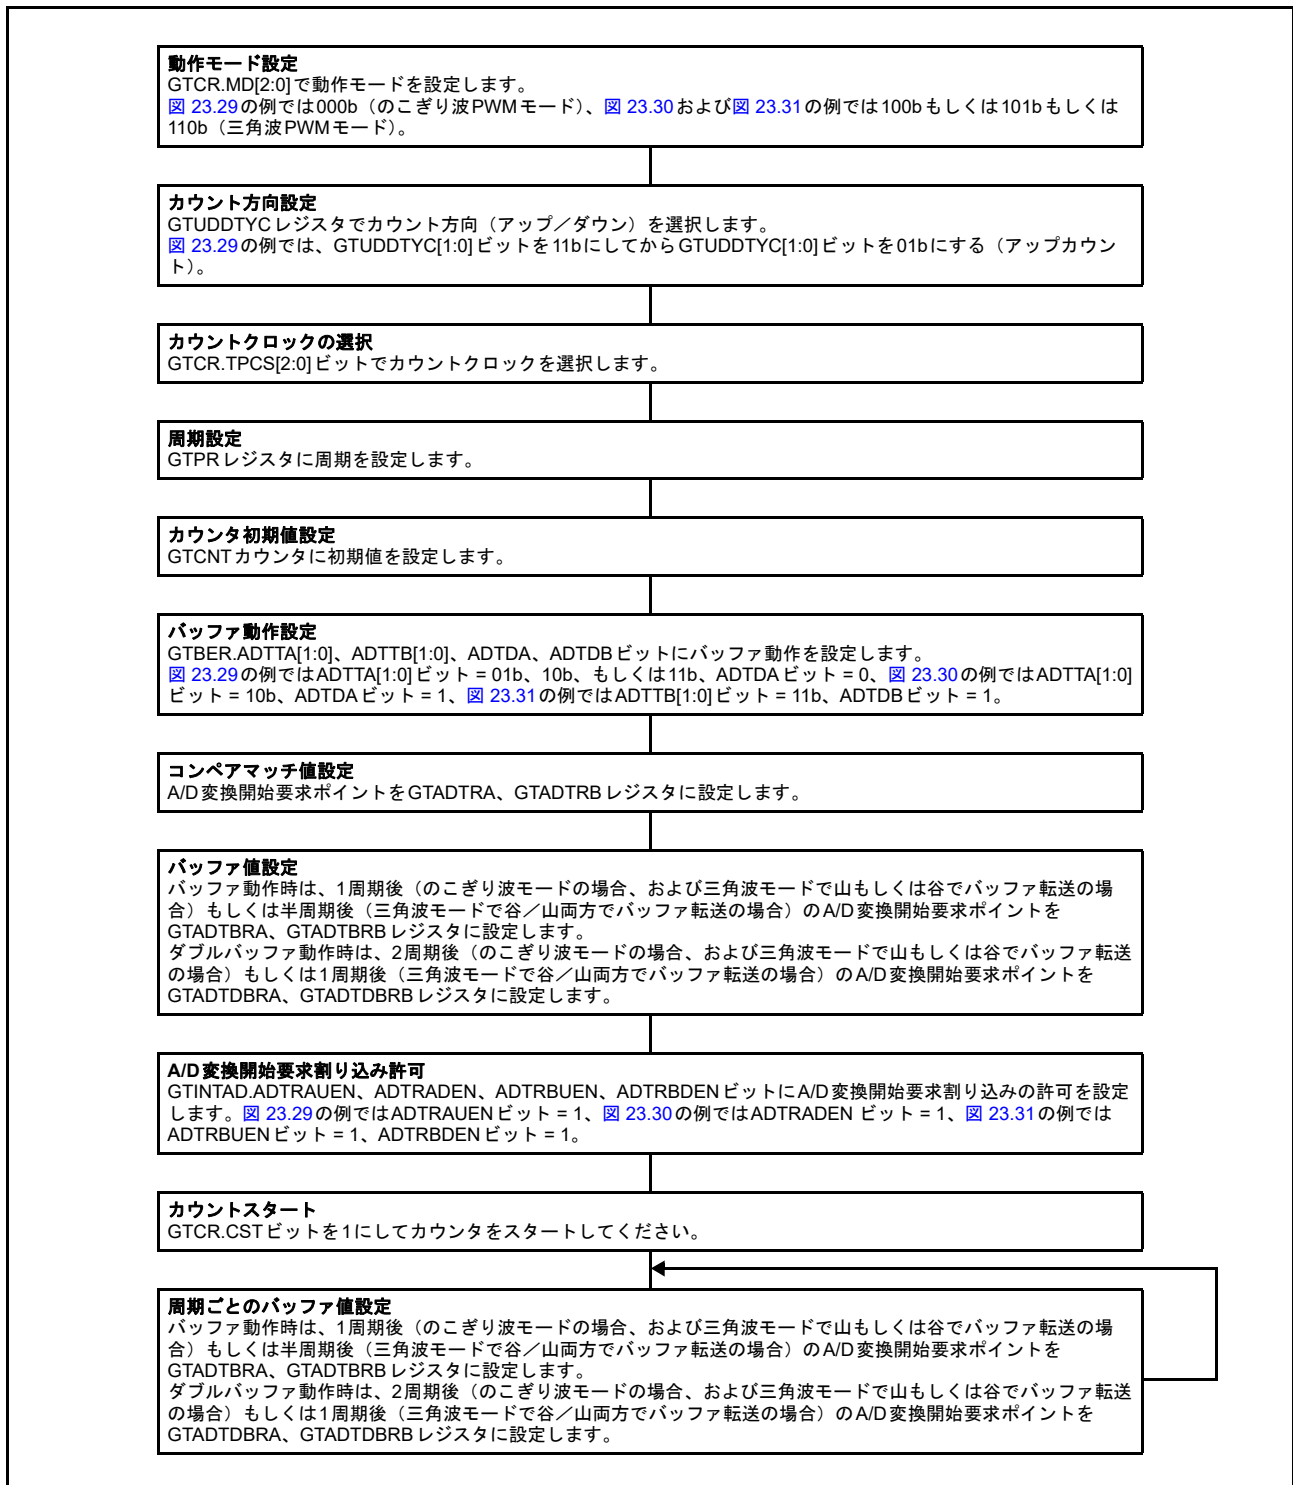 動作モード設定
GTCR.MD[2:0]で動作モードを設定します。
図 23.29の例では000b（のこぎり波PWMモード）、図 23.30および図 23.31の例では100bもしくは101bもしくは
110b（三角波PWMモード）。
カウント方向設定
GTUDDTYCレジスタでカウント方向（アップ／ダウン）を選択します。
図 23.29の例では、GTUDDTYC[1:0]ビットを11bにしてからGTUDDTYC[1:0]ビットを01bにする（アップカウン
ト）。
カウントクロックの選択
GTCR.TPCS[2:0]ビットでカウントクロックを選択します。
周期設定
GTPRレジスタに周期を設定します。
カウンタ初期値設定
GTCNTカウンタに初期値を設定します。
バッファ動作設定
GTBER.ADTTA[1:0]、ADTTB[1:0]、ADTDA、ADTDBビットにバッファ動作を設定します。
図 23.29の例ではADTTA[1:0]ビット = 01b、10b、もしくは11b、ADTDAビット = 0、図 23.30の例ではADTTA[1:0]
ビット = 10b、ADTDAビット = 1、図 23.31の例ではADTTB[1:0]ビット = 11b、ADTDBビット = 1。
コンペアマッチ値設定
A/D変換開始要求ポイントをGTADTRA、GTADTRBレジスタに設定します。
バッファ値設定
バッファ動作時は、1周期後（のこぎり波モードの場合、および三角波モードで山もしくは谷でバッファ転送の場
合）もしくは半周期後（三角波モードで谷／山両方でバッファ転送の場合）のA/D変換開始要求ポイントを
GTADTBRA、GTADTBRBレジスタに設定します。
ダブルバッファ動作時は、2周期後（のこぎり波モードの場合、および三角波モードで山もしくは谷でバッファ転送
の場合）もしくは1周期後（三角波モードで谷／山両方でバッファ転送の場合）のA/D変換開始要求ポイントを
GTADTDBRA、GTADTDBRBレジスタに設定します。
A/D変換開始要求割り込み許可
GTINTAD.ADTRAUEN、ADTRADEN、ADTRBUEN、ADTRBDENビットにA/D変換開始要求割り込みの許可を設定
します。図 23.29の例ではADTRAUENビット = 1、図 23.30の例ではADTRADEN ビット = 1、図 23.31の例では
ADTRBUENビット = 1、ADTRBDENビット = 1。
カウントスタート
GTCR.CSTビットを1にしてカウンタをスタートしてください。
周期ごとのバッファ値設定
バッファ動作時は、1周期後（のこぎり波モードの場合、および三角波モードで山もしくは谷でバッファ転送の場
合）もしくは半周期後（三角波モードで谷／山両方でバッファ転送の場合）のA/D変換開始要求ポイントを
GTADTBRA、GTADTBRBレジスタに設定します。
ダブルバッファ動作時は、2周期後（のこぎり波モードの場合、および三角波モードで山もしくは谷でバッファ転送
の場合）もしくは1周期後（三角波モードで谷／山両方でバッファ転送の場合）のA/D変換開始要求ポイントを
GTADTDBRA、GTADTDBRBレジスタに設定します。